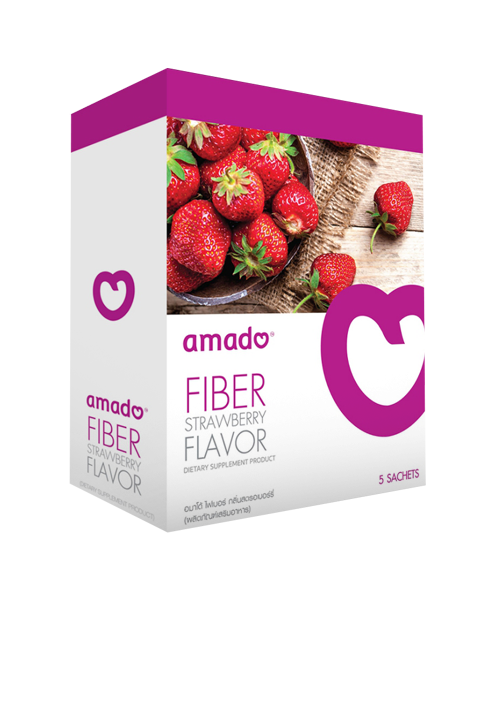 amado®
FIBER
STRAWBERRY
FLAVOR
DIETARY SUPPLEMENT PRODUCT
5 SACHETS
อมาโด้ ไฟเบอร์ กลิ่นสตรอเบอร์รี่
(ผลิตภัณฑ์เสริมอาหาร)
amado®
FIBER
STRAWBERRY
FLAVOR
DIETARY SUPPLEMENT PRODUCT